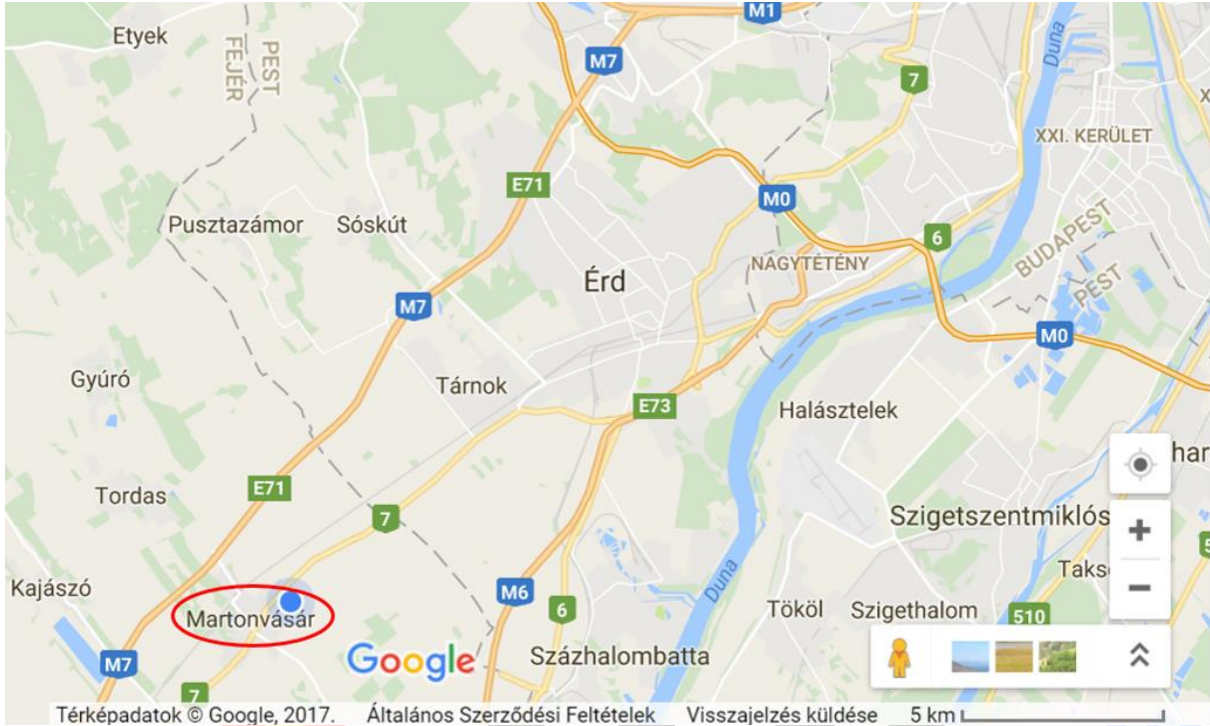 M1
Etyek
PEST
FEJÉR
M7
Duna
7
XXI. KERÜLET
E71
M0
Pusztazámor
Sóskút
6
BUDAPEST
NAGYTÉTÉNY
PEST
Érd
M7
M0
Gyúró
Tárnok
E73
Halásztelek
har
E71
Tordas
7
Szigetszentmiklós
+
Taks
Kajászó
M6
Duna
−
6
Tököl
Szigethalom
510
Martonvásár
Google
Százhalombatta
M7
7
Térképadatok © Google, 2017. Általános Szerződési Feltételek Visszajelzés küldése 5 km